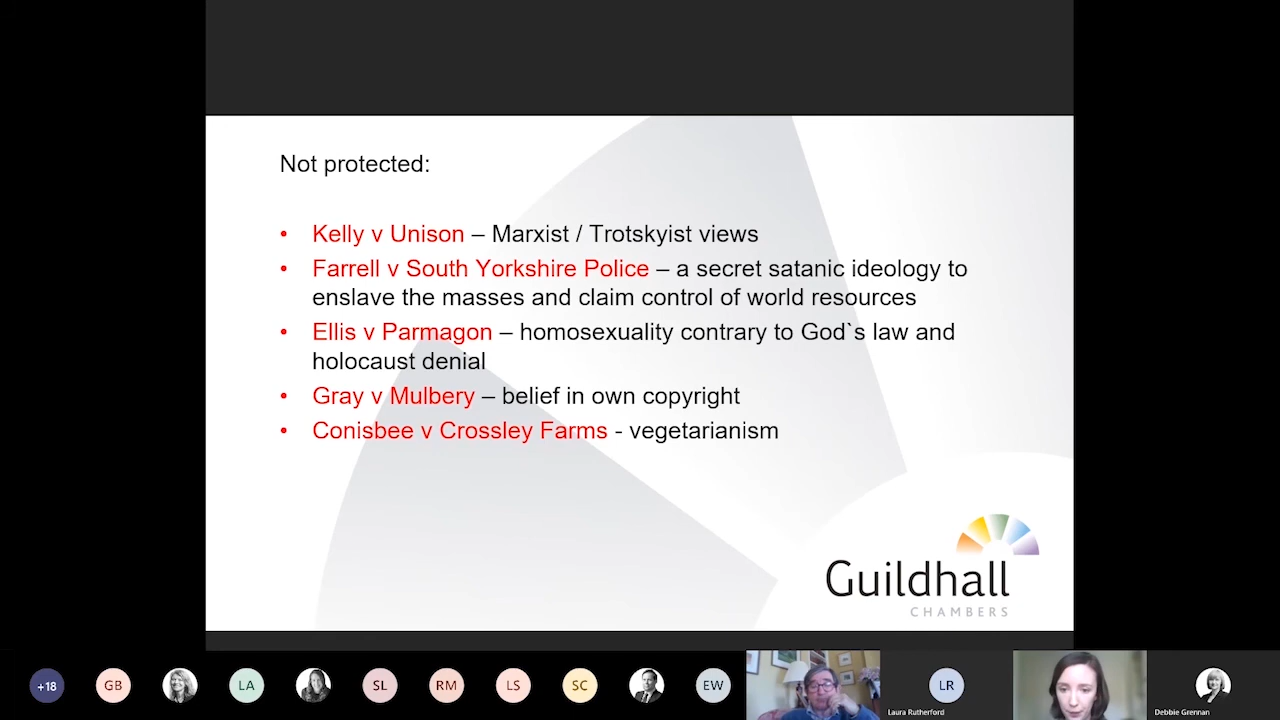 Not protected:
• Kelly v Unison – Marxist / Trotskyist views
• Farrell v South Yorkshire Police – a secret satanic ideology to
enslave the masses and claim control of world resources
• Ellis v Parmagon – homosexuality contrary to God`s law and
holocaust denial
• Gray v Mulbery – belief in own copyright
• Conisbee v Crossley Farms - vegetarianism
Guildhall
CHAMBERS
+18
GB
LA
SL
RM
LS
SC
EW
LR
Laura Rutherford
Debbie Grennan